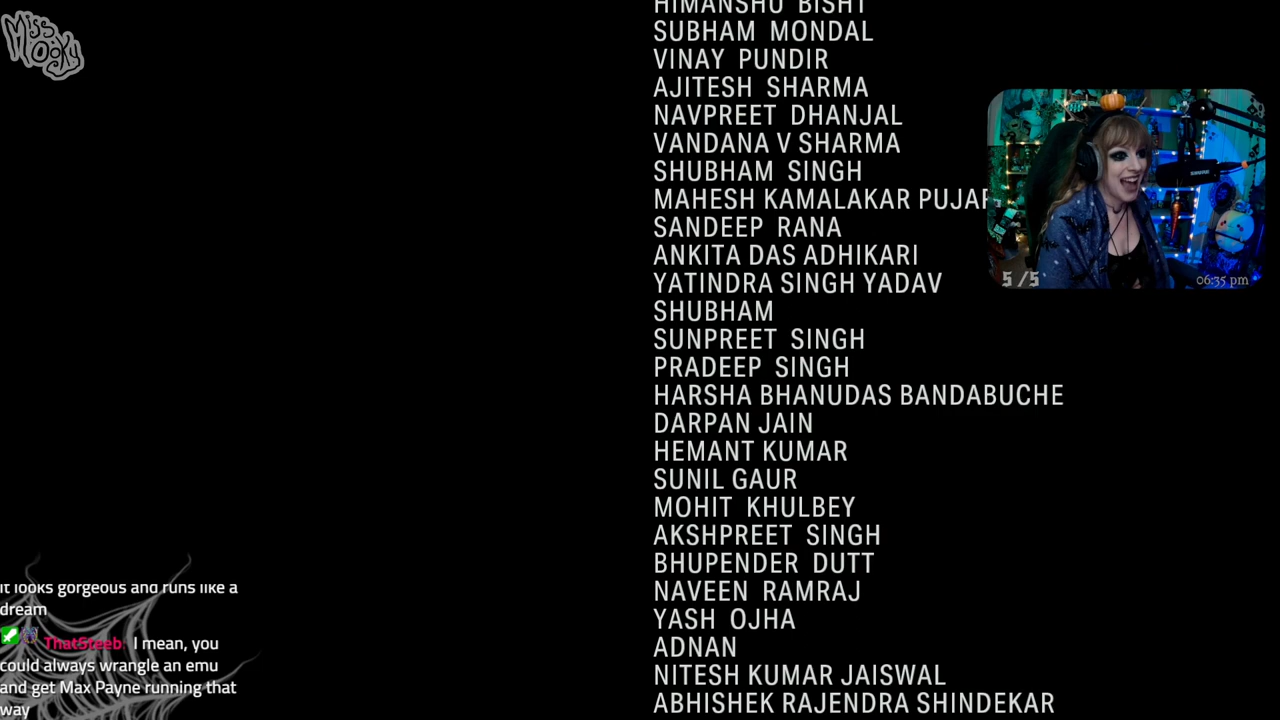 Miss
Mooky
HIMANSHU BISHT
SUBHAM MONDAL
VINAY PUNDIR
AJITESH SHARMA
NAVPREET DHANJAL
VANDANA V SHARMA
SHUBHAM SINGH
MAHESH KAMALAKAR PUJAR
SANDEEP RANA
ANKITA DAS ADHIKARI
YATINDRA SINGH YADAV
SHUBHAM
SUNPREET SINGH
PRADEEP SINGH
HARSHA BHANUDAS BANDABUCHE
DARPAN JAIN
HEMANT KUMAR
SUNIL GAUR
MOHIT KHULBEY
AKSHPREET SINGH
BHUPENDER DUTT
NAVEEN RAMRAJ
YASH OJHA
ADNAN
NITESH KUMAR JAISWAL
ABHISHEK RAJENDRA SHINDEKAR
SHURE
5/5
06:35 pm
it looks gorgeous and runs like a
dream
ThatSteeb: I mean, you
could always wrangle an emu
and get Max Payne running that
way